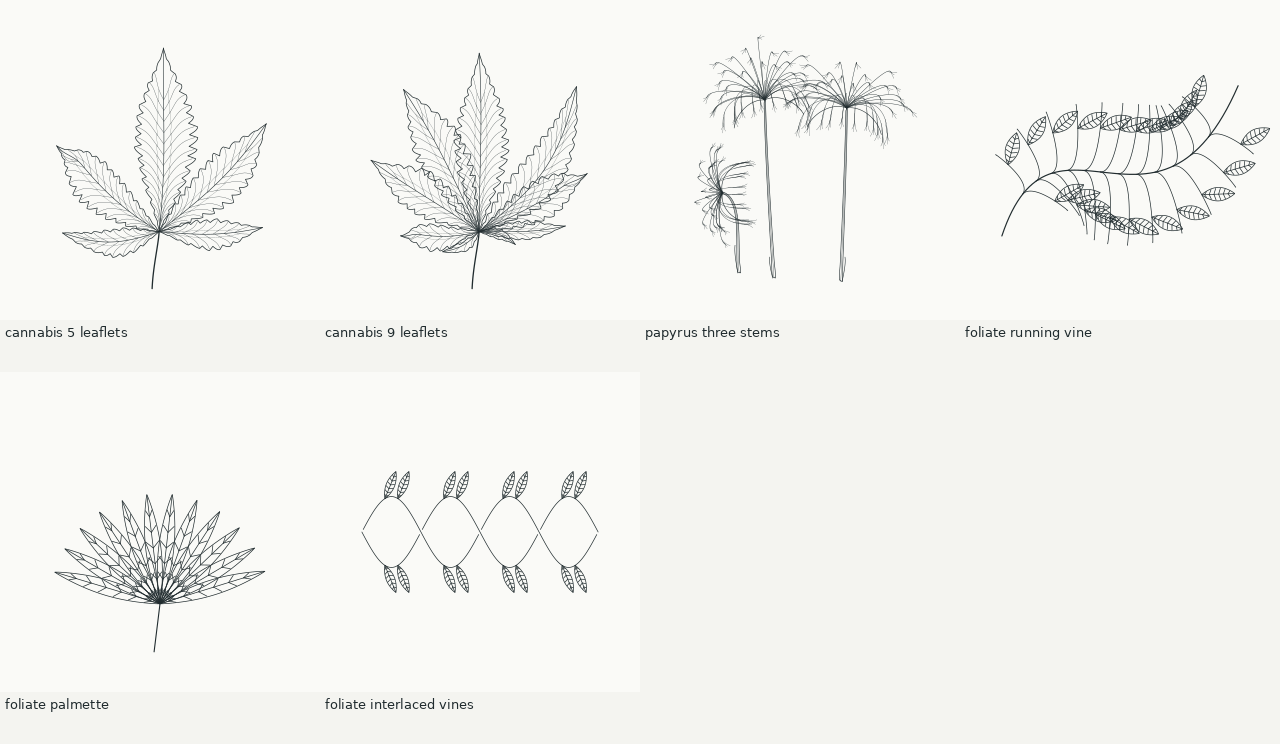 cannabis 5 leaflets
cannabis 9 leaflets
papyrus three stems
foliate running vine
foliate palmette
foliate interlaced vines